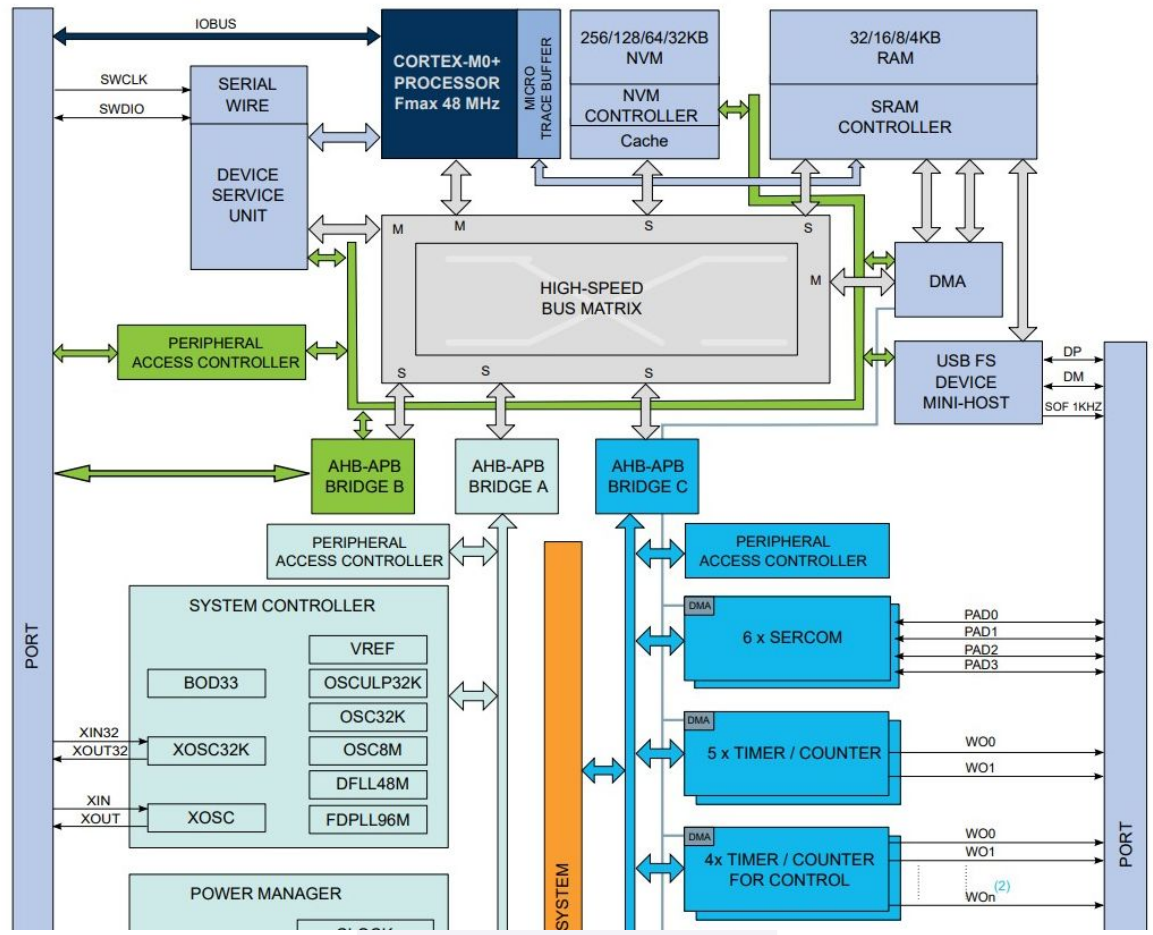 IOBUS
CORTEX-M0+
PROCESSOR
Fmax 48 MHz
MICRO
TRACE BUFFER
256/128/64/32KB
NVM
NVM
CONTROLLER
Cache
32/16/8/4KB
RAM
SRAM
CONTROLLER
SWCLK
SWDIO
SERIAL
WIRE
DEVICE
SERVICE
UNIT
M
M
S
S
M
HIGH-SPEED
BUS MATRIX
S
S
S
DMA
PERIPHERAL
ACCESS CONTROLLER
USB FS
DEVICE
MINI-HOST
DP
DM
SOF 1KHZ
AHB-APB
BRIDGE B
AHB-APB
BRIDGE A
AHB-APB
BRIDGE C
PERIPHERAL
ACCESS CONTROLLER
PERIPHERAL
ACCESS CONTROLLER
SYSTEM CONTROLLER
VREF
BOD33
OSCULP32K
OSC32K
XIN32
XOUT32
XOSC32K
OSC8M
DFLL48M
XIN
XOUT
XOSC
FDPLL96M
POWER MANAGER
PORT
SYSTEM
DMA
6 x SERCOM
PAD0
PAD1
PAD2
PAD3
DMA
5 x TIMER / COUNTER
WO0
WO1
DMA
4x TIMER / COUNTER
FOR CONTROL
WO0
WO1
(2)
WOn
PORT